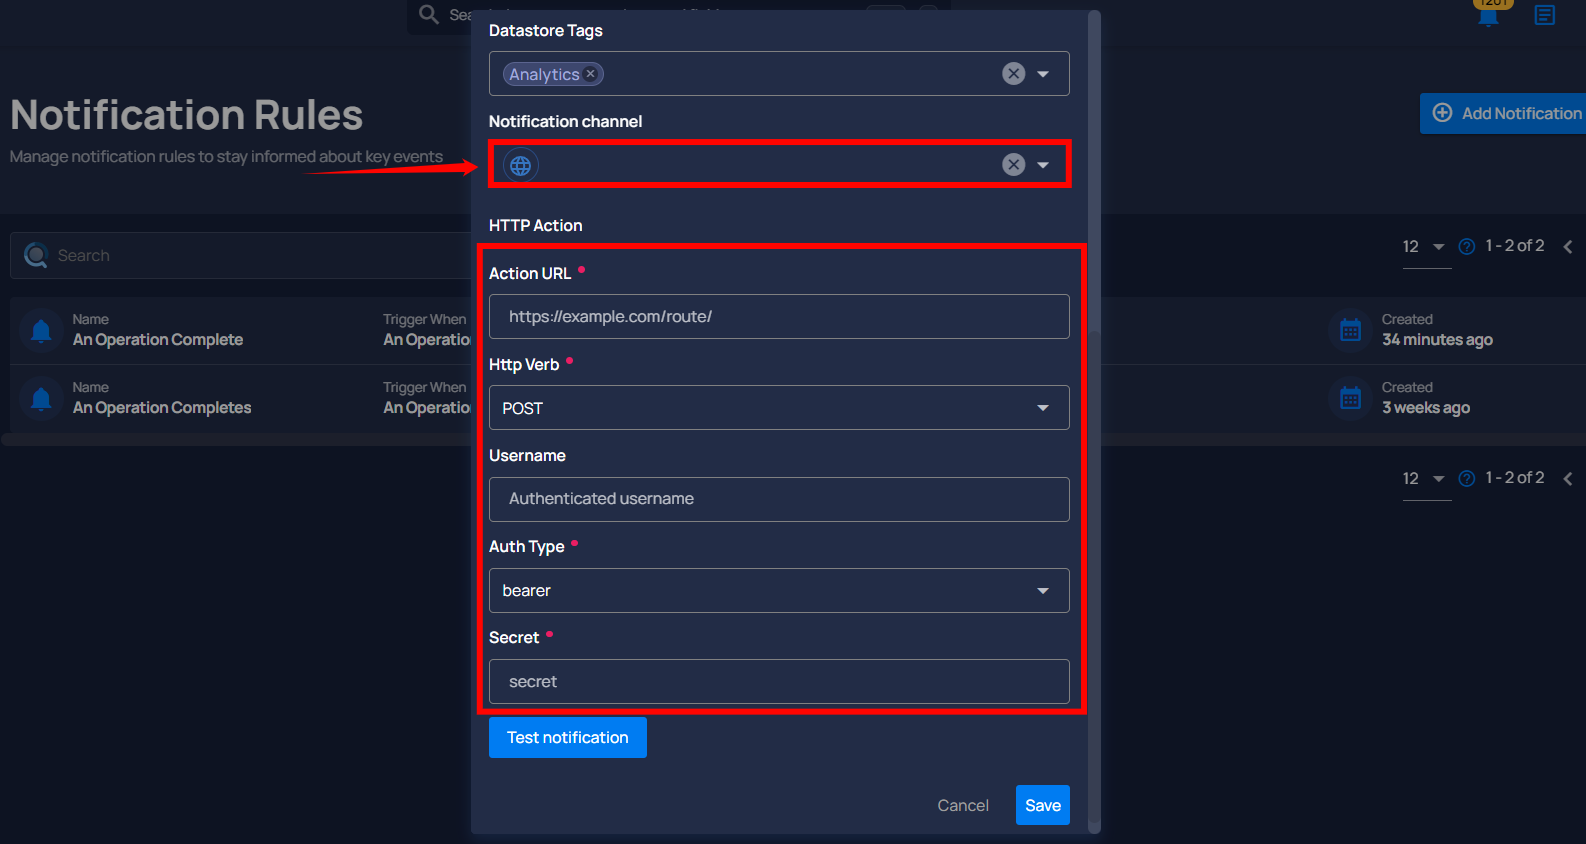 1201
Datastore Tags
Analytics
Notification Rules
Manage notification rules to stay informed about key events
Add Notification
Notification channel
HTTP Action
Search
12
1 - 2 of 2
Action URL
https://example.com/route/
Name
An Operation Complete
Trigger When
An Operatio
Created
34 minutes ago
Http Verb
POST
Name
An Operation Completes
Trigger When
An Operatio
Created
3 weeks ago
Username
Authenticated username
12
1 - 2 of 2
Auth Type
bearer
Secret
secret
Test notification
Cancel
Save